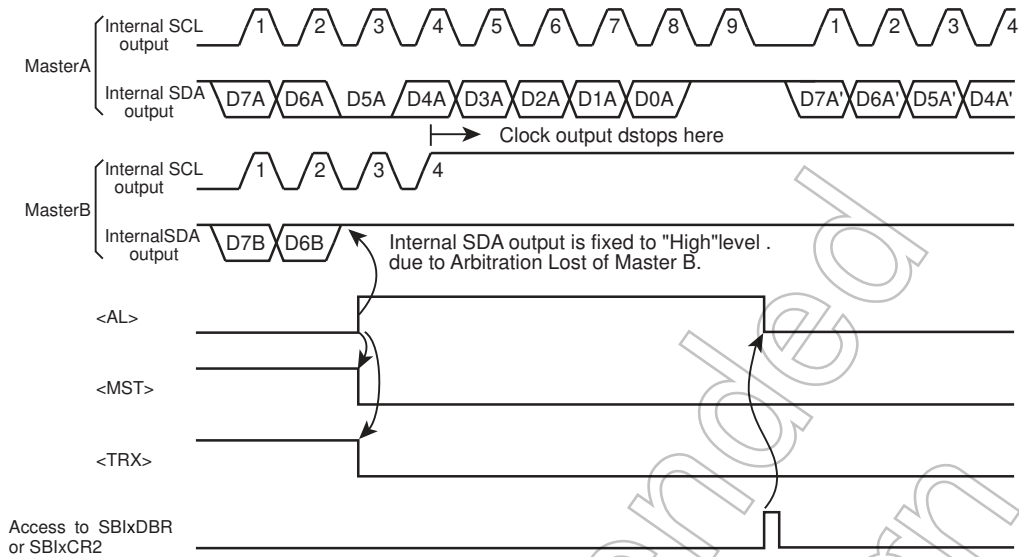 Internal SCL output
1 2 3 4 5 6 7 8 9 1 2 3 4
MasterA
Internal SDA output
D7A D6A D5A D4A D3A D2A D1A D0A D7A' D6A' D5A' D4A'
Clock output dstops here
Internal SCL output
1 2 3 4
MasterB
InternalSDA output
D7B D6B
Internal SDA output is fixed to "High"level .
due to Arbitration Lost of Master B.
<AL>
<MST>
<TRX>
Access to SBIxDBR
or SBIxCR2